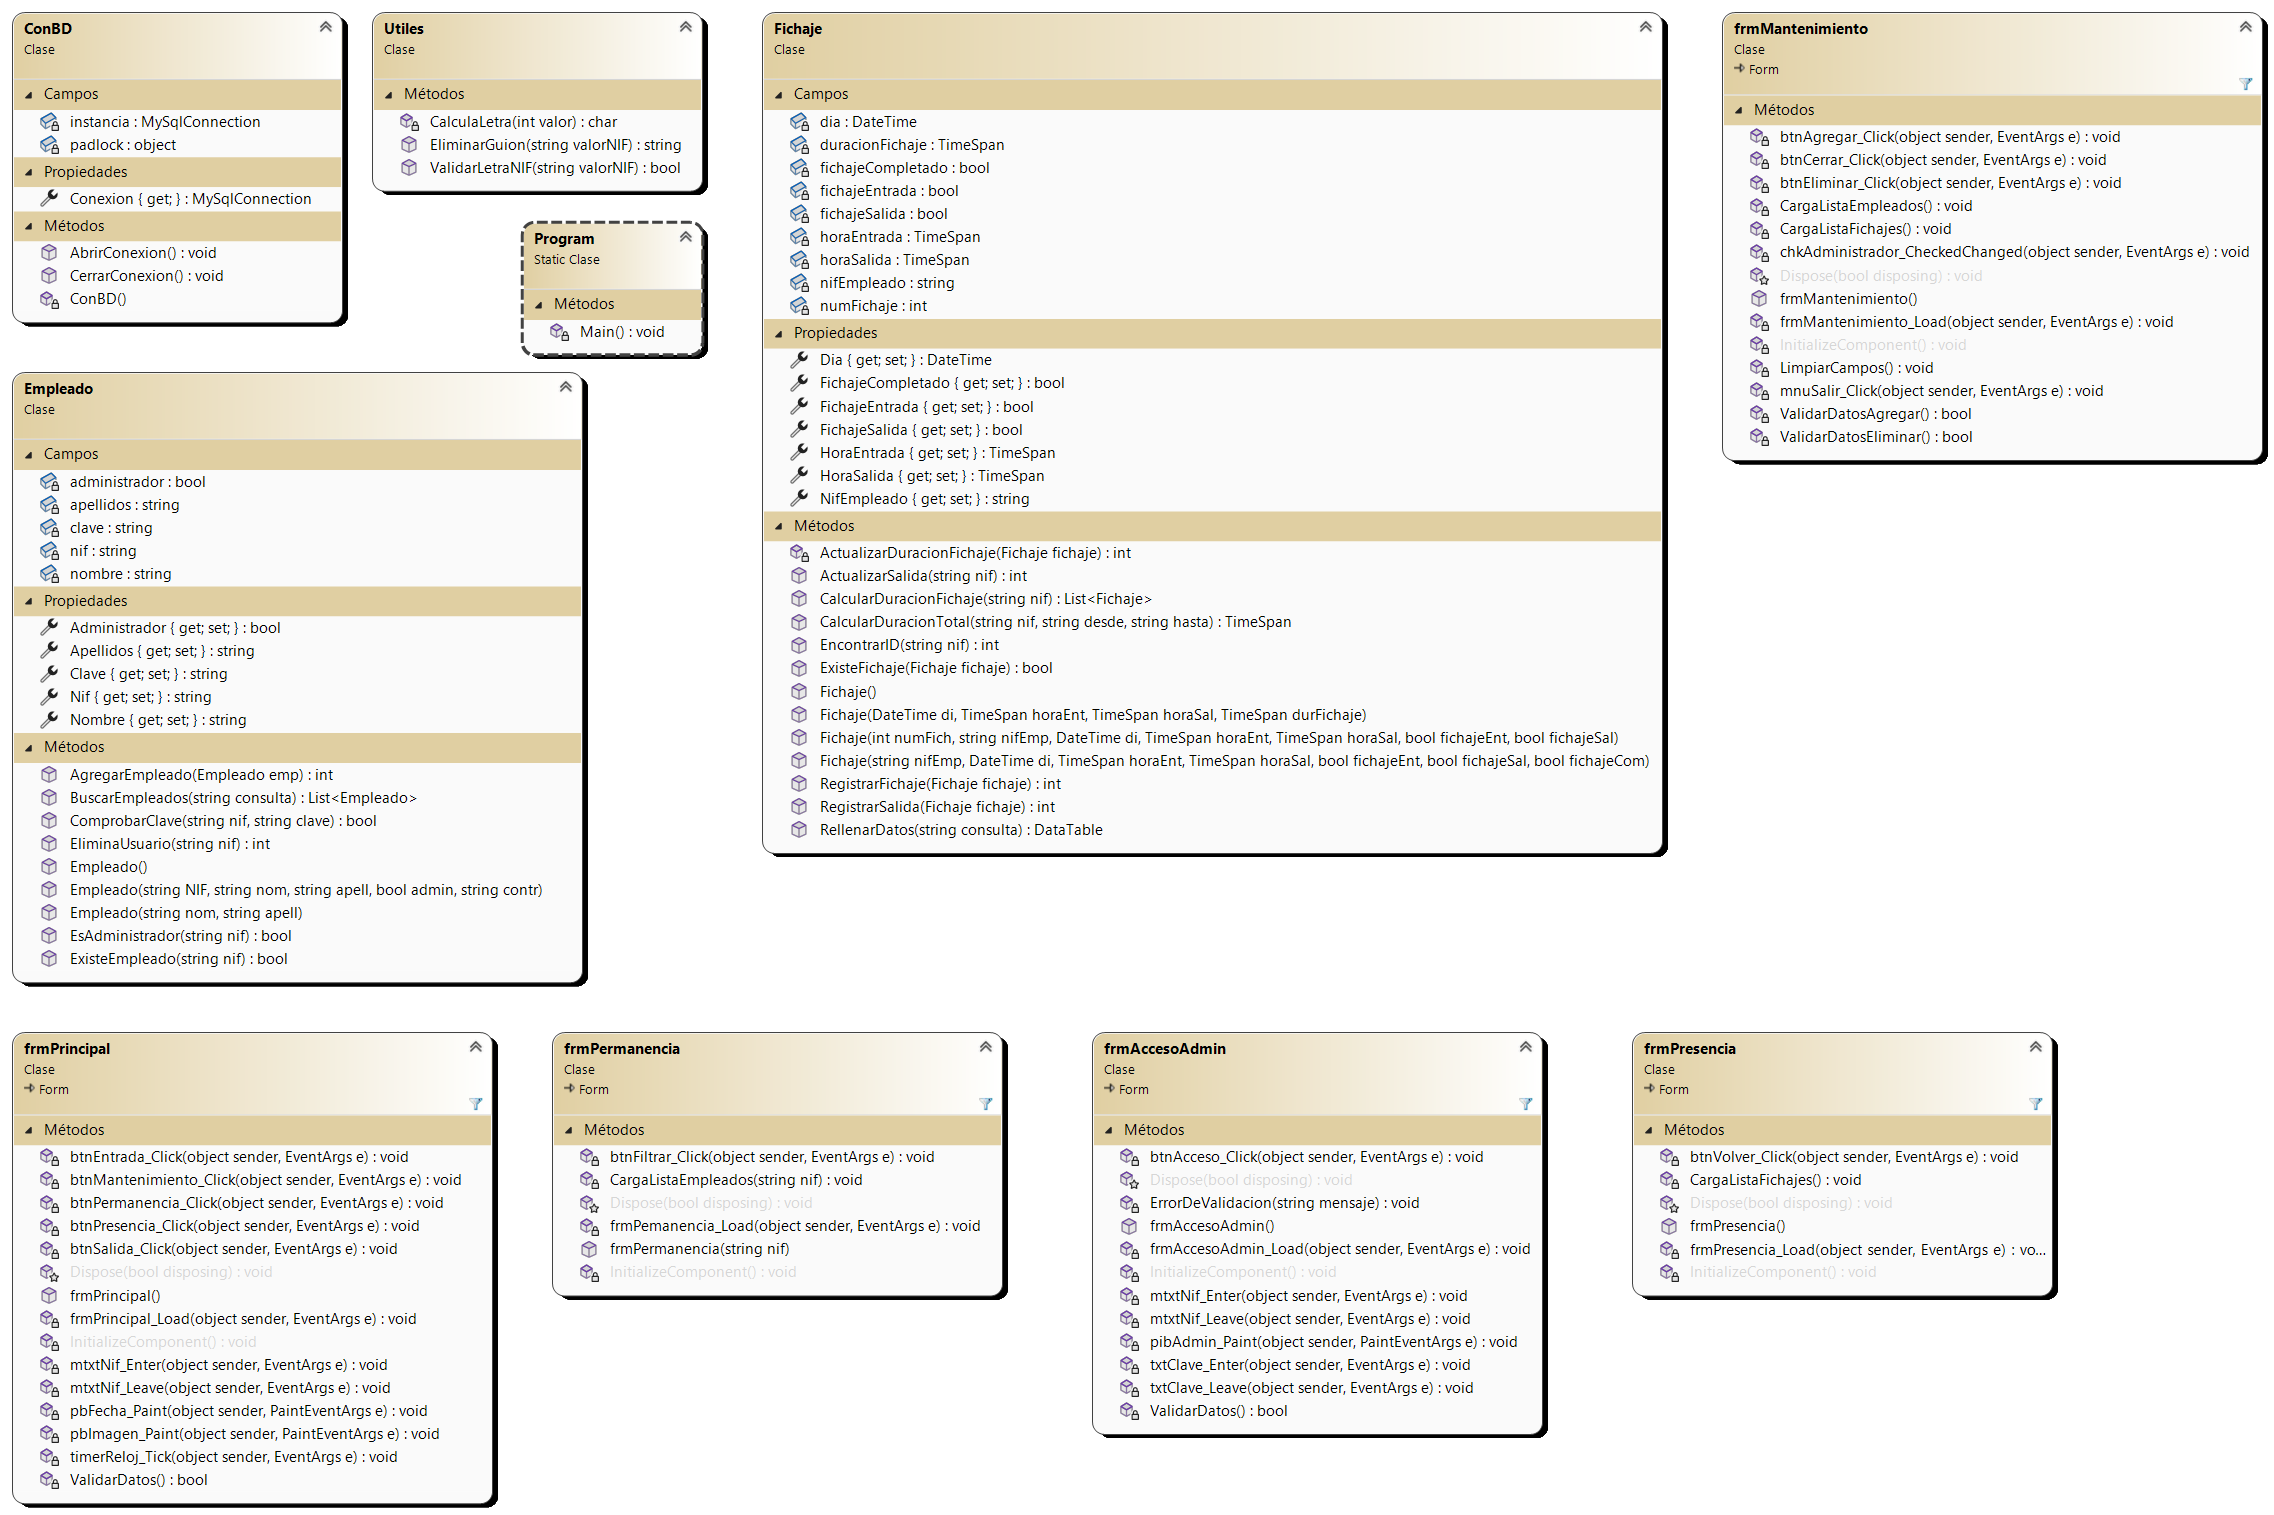 ConBD
Clase
Campos
instancia : MySqlConnection
padlock : object
Propiedades
Conexion { get; } : MySqlConnection
Métodos
AbrirConexion() : void
CerrarConexion() : void
ConBD()
Utiles
Clase
Métodos
CalculaLetra(int valor) : char
EliminarGuion(string valorNIF) : string
ValidarLetraNIF(string valorNIF) : bool
Program
Static Clase
Métodos
Main() : void
Empleado
Clase
Campos
administrador : bool
apellidos : string
clave : string
nif : string
nombre : string
Propiedades
Administrador { get; set; } : bool
Apellidos { get; set; } : string
Clave { get; set; } : string
Nif { get; set; } : string
Nombre { get; set; } : string
Métodos
AgregarEmpleado(Empleado emp) : int
BuscarEmpleados(string consulta) : List<Empleado>
ComprobarClave(string nif, string clave) : bool
EliminaUsuario(string nif) : int
Empleado()
Empleado(string NIF, string nom, string apell, bool admin, string contr)
Empleado(string nom, string apell)
EsAdministrador(string nif) : bool
ExisteEmpleado(string nif) : bool
Fichaje
Clase
Campos
dia : DateTime
duracionFichaje : TimeSpan
fichajeCompletado : bool
fichajeEntrada : bool
fichajeSalida : bool
horaEntrada : TimeSpan
horaSalida : TimeSpan
nifEmpleado : string
numFichaje : int
Propiedades
Dia { get; set; } : DateTime
FichajeCompletado { get; set; } : bool
FichajeEntrada { get; set; } : bool
FichajeSalida { get; set; } : bool
HoraEntrada { get; set; } : TimeSpan
HoraSalida { get; set; } : TimeSpan
NifEmpleado { get; set; } : string
Métodos
ActualizarDuracionFichaje(Fichaje fichaje) : int
ActualizarSalida(string nif) : int
CalcularDuracionFichaje(string nif) : List<Fichaje>
CalcularDuracionTotal(string nif, string desde, string hasta) : TimeSpan
EncontrarID(string nif) : int
ExisteFichaje(Fichaje fichaje) : bool
Fichaje()
Fichaje(DateTime di, TimeSpan horaEnt, TimeSpan horaSal, TimeSpan durFichaje)
Fichaje(int numFich, string nifEmp, DateTime di, TimeSpan horaEnt, TimeSpan horaSal, bool fichajeEnt, bool fichajeSal)
Fichaje(string nifEmp, DateTime di, TimeSpan horaEnt, TimeSpan horaSal, bool fichajeEnt, bool fichajeSal, bool fichajeCom)
RegistrarFichaje(Fichaje fichaje) : int
RegistrarSalida(Fichaje fichaje) : int
RellenarDatos(string consulta) : DataTable
frmMantenimiento
Clase
Form
Métodos
btnAgregar_Click(object sender, EventArgs e) : void
btnCerrar_Click(object sender, EventArgs e) : void
btnEliminar_Click(object sender, EventArgs e) : void
CargaListaEmpleados() : void
CargaListaFichajes() : void
chkAdministrador_CheckedChanged(object sender, EventArgs e) : void
Dispose(bool disposing) : void
frmMantenimiento()
frmMantenimiento_Load(object sender, EventArgs e) : void
InitializeComponent() : void
LimpiarCampos() : void
mnuSalir_Click(object sender, EventArgs e) : void
ValidarDatosAgregar() : bool
ValidarDatosEliminar() : bool
frmPrincipal
Clase
Form
Métodos
btnEntrada_Click(object sender, EventArgs e) : void
btnMantenimiento_Click(object sender, EventArgs e) : void
btnPermanencia_Click(object sender, EventArgs e) : void
btnPresencia_Click(object sender, EventArgs e) : void
btnSalida_Click(object sender, EventArgs e) : void
Dispose(bool disposing) : void
frmPrincipal()
frmPrincipal_Load(object sender, EventArgs e) : void
InitializeComponent() : void
mtxtNif_Enter(object sender, EventArgs e) : void
mtxtNif_Leave(object sender, EventArgs e) : void
pbFecha_Paint(object sender, PaintEventArgs e) : void
pbImagen_Paint(object sender, PaintEventArgs e) : void
timerReloj_Tick(object sender, EventArgs e) : void
ValidarDatos() : bool
frmPermanencia
Clase
Form
Métodos
btnFiltrar_Click(object sender, EventArgs e) : void
CargaListaEmpleados(string nif) : void
Dispose(bool disposing) : void
frmPemanencia_Load(object sender, EventArgs e) : void
frmPermanencia(string nif)
InitializeComponent() : void
frmAccesoAdmin
Clase
Form
Métodos
btnAcceso_Click(object sender, EventArgs e) : void
Dispose(bool disposing) : void
ErrorDeValidacion(string mensaje) : void
frmAccesoAdmin()
frmAccesoAdmin_Load(object sender, EventArgs e) : void
InitializeComponent() : void
mtxtNif_Enter(object sender, EventArgs e) : void
mtxtNif_Leave(object sender, EventArgs e) : void
pibAdmin_Paint(object sender, PaintEventArgs e) : void
txtClave_Enter(object sender, EventArgs e) : void
txtClave_Leave(object sender, EventArgs e) : void
ValidarDatos() : bool
frmPresencia
Clase
Form
Métodos
btnVolver_Click(object sender, EventArgs e) : void
CargaListaFichajes() : void
Dispose(bool disposing) : void
frmPresencia()
frmPresencia_Load(object sender, EventArgs e) : vo...
InitializeComponent() : void